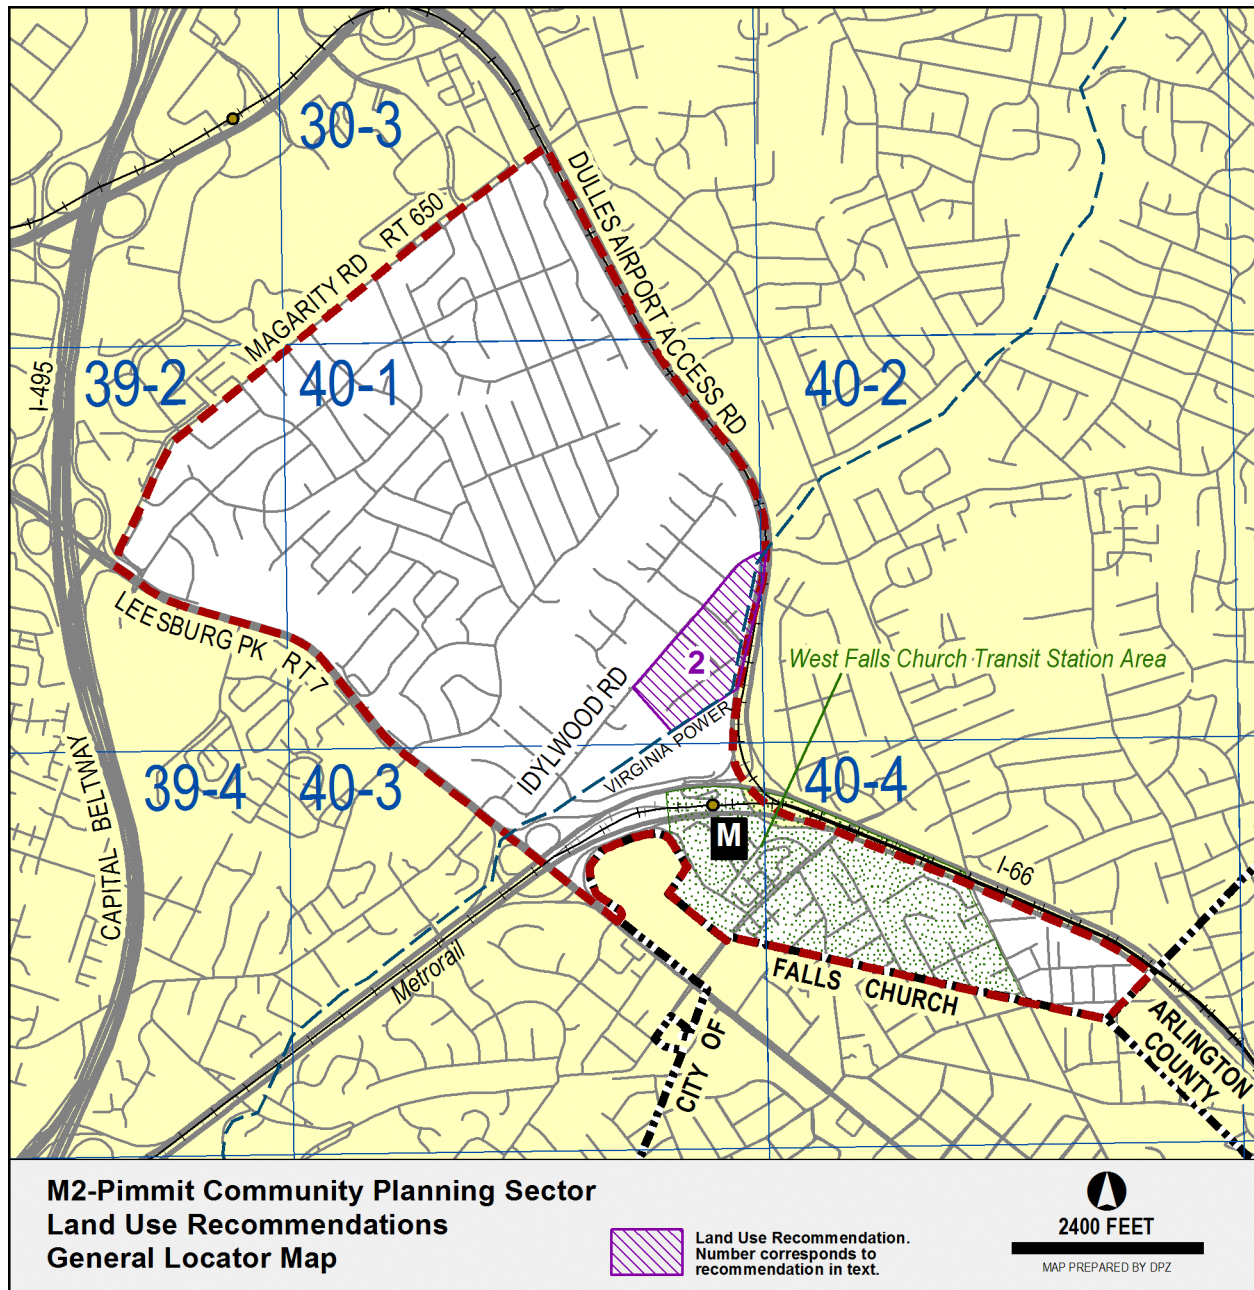 30-3
DULLES AIRPORT ACCESS RD
MAGARITY RD RT 650
I-495
39-2
40-1
40-2
LEESBURG PK RT 7
2
West Falls Church Transit Station Area
IDYLWOOD RD
VIRGINIA POWER
CAPITAL BELTWAY
39-4
40-3
40-4
M
I-66
Metrorail
FALLS CHURCH
CITY OF
ARLINGTON
COUNTY
M2-Pimmit Community Planning Sector
Land Use Recommendations
General Locator Map
Land Use Recommendation.
Number corresponds to
recommendation in text.
2400 FEET
MAP PREPARED BY DPZ